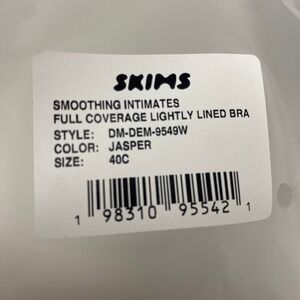 SKIMS
SMOOTHING INTIMATES
FULL COVERAGE LIGHTLY LINED BRA
STYLE: DM-DEM-9549W
COLOR: JASPER
SIZE: 40C
1 98310 95542 1